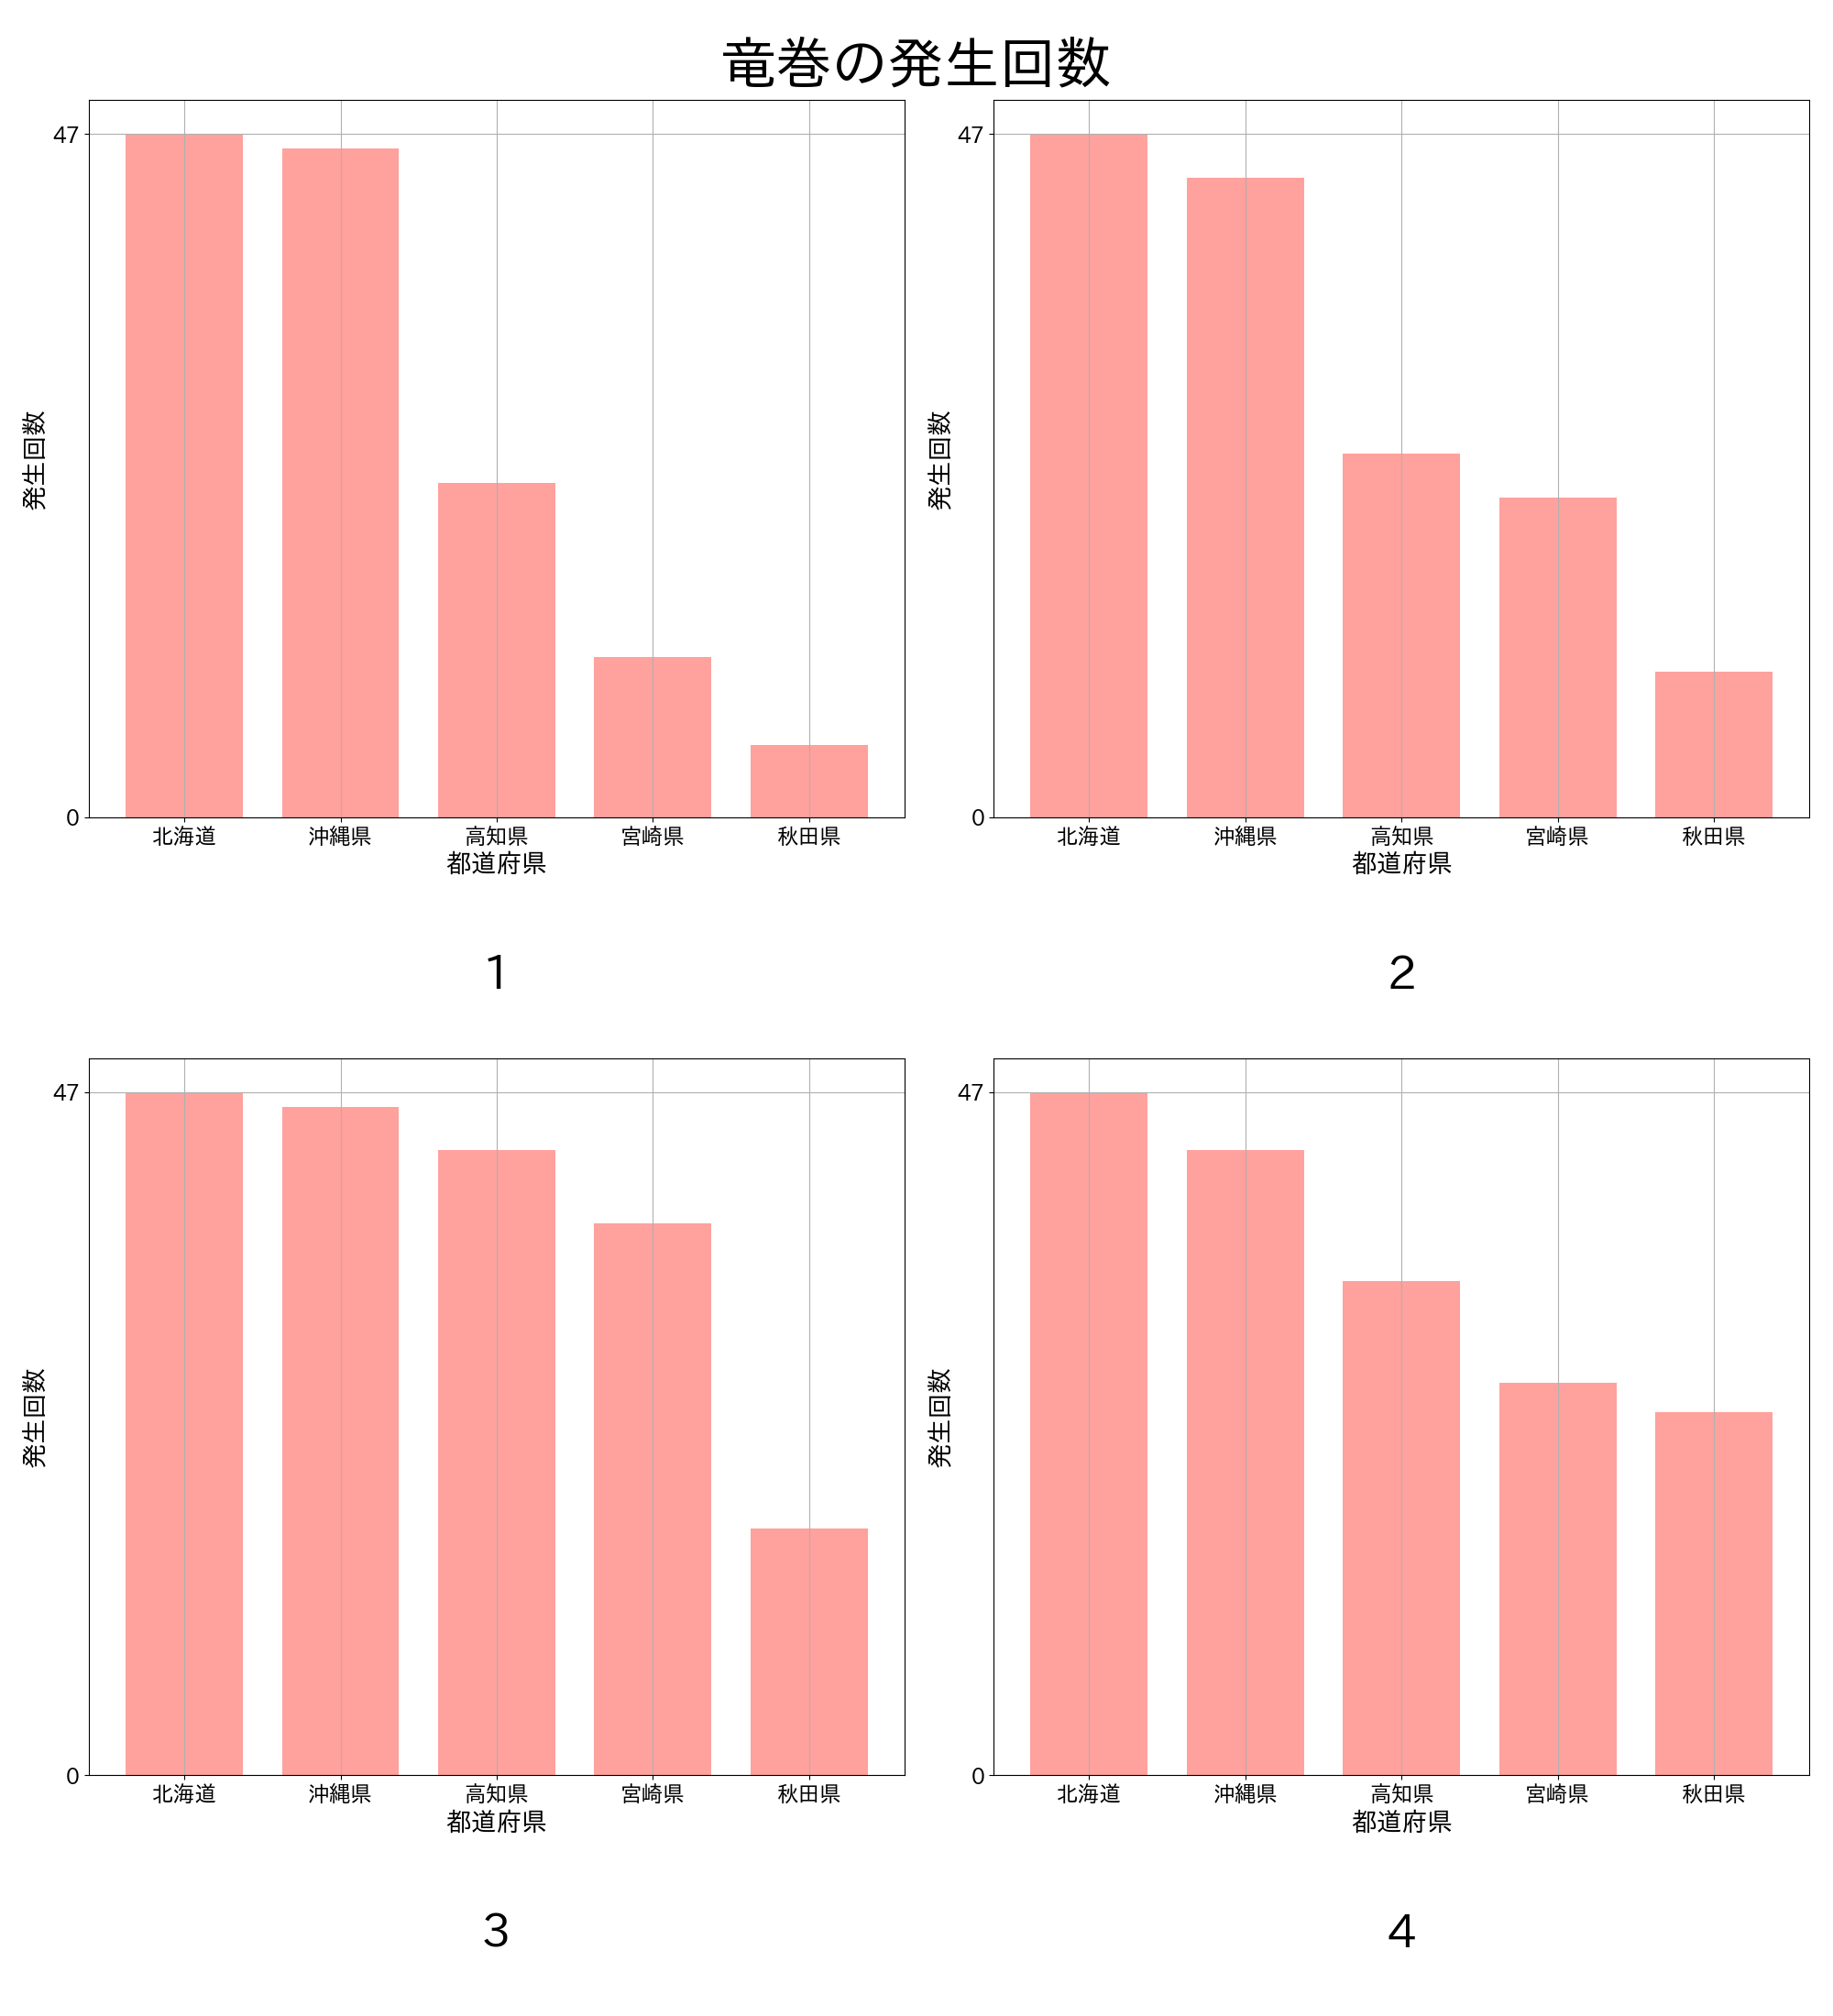 竜巻の発生回数
47
発生回数
0
北海道 沖縄県 高知県 宮崎県 秋田県
都道府県
1
47
発生回数
0
北海道 沖縄県 高知県 宮崎県 秋田県
都道府県
2
47
発生回数
0
北海道 沖縄県 高知県 宮崎県 秋田県
都道府県
3
47
発生回数
0
北海道 沖縄県 高知県 宮崎県 秋田県
都道府県
4